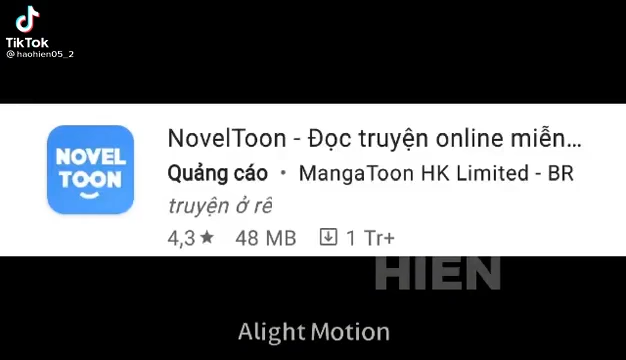 TikTok
@haohien05_2
NOVEL
TOON
NovelToon - Đọc truyện online miễn...
Quảng cáo • MangaToon HK Limited - BR
truyện ở rê
4,3★ 48 MB 1 Tr+
HIEN
Alight Motion